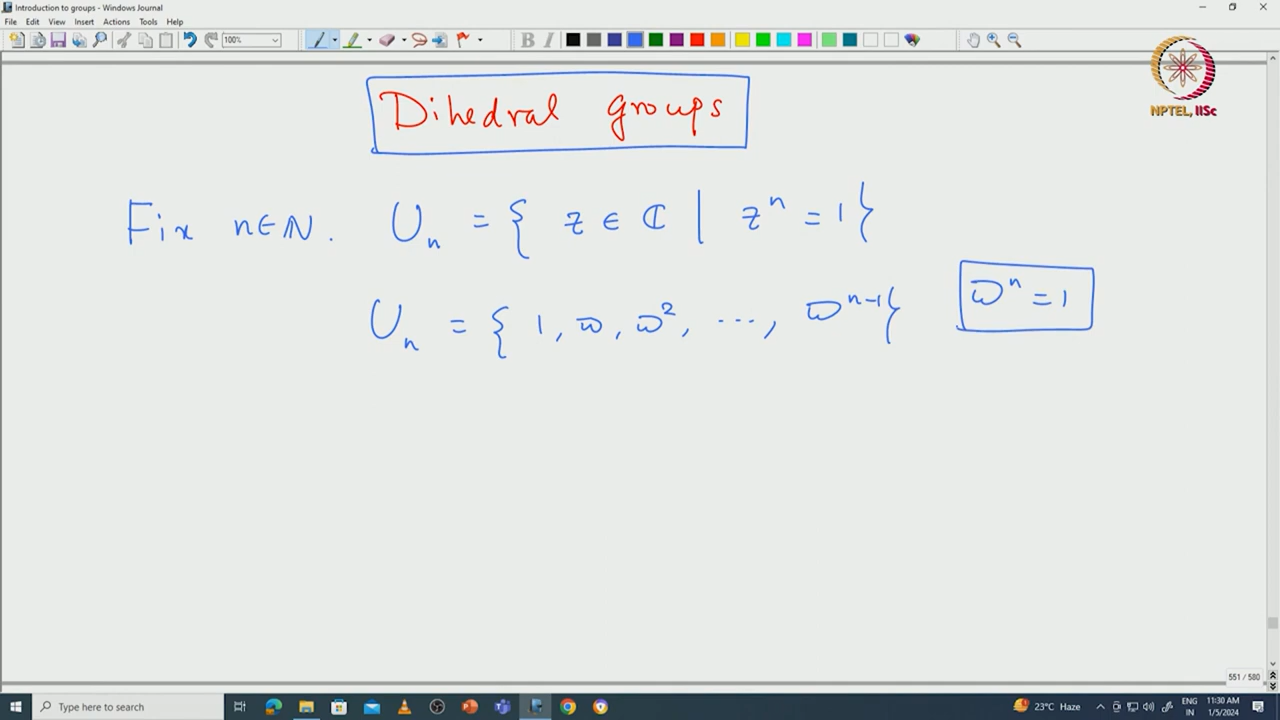 Introduction to groups - Windows Journal
File Edit View Insert Actions Tools Help
100%
B I
NPTEL, IISc
Dihedral groups
Fix n∈ℕ. Uₙ = { z ∈ ℂ | zⁿ = 1}
Uₙ = { 1, ω, ω², ..., ωⁿ⁻¹} ωⁿ = 1
551 / 580
Type here to search
23°C Haze
ENG
IN
11:30 AM
1/5/2024